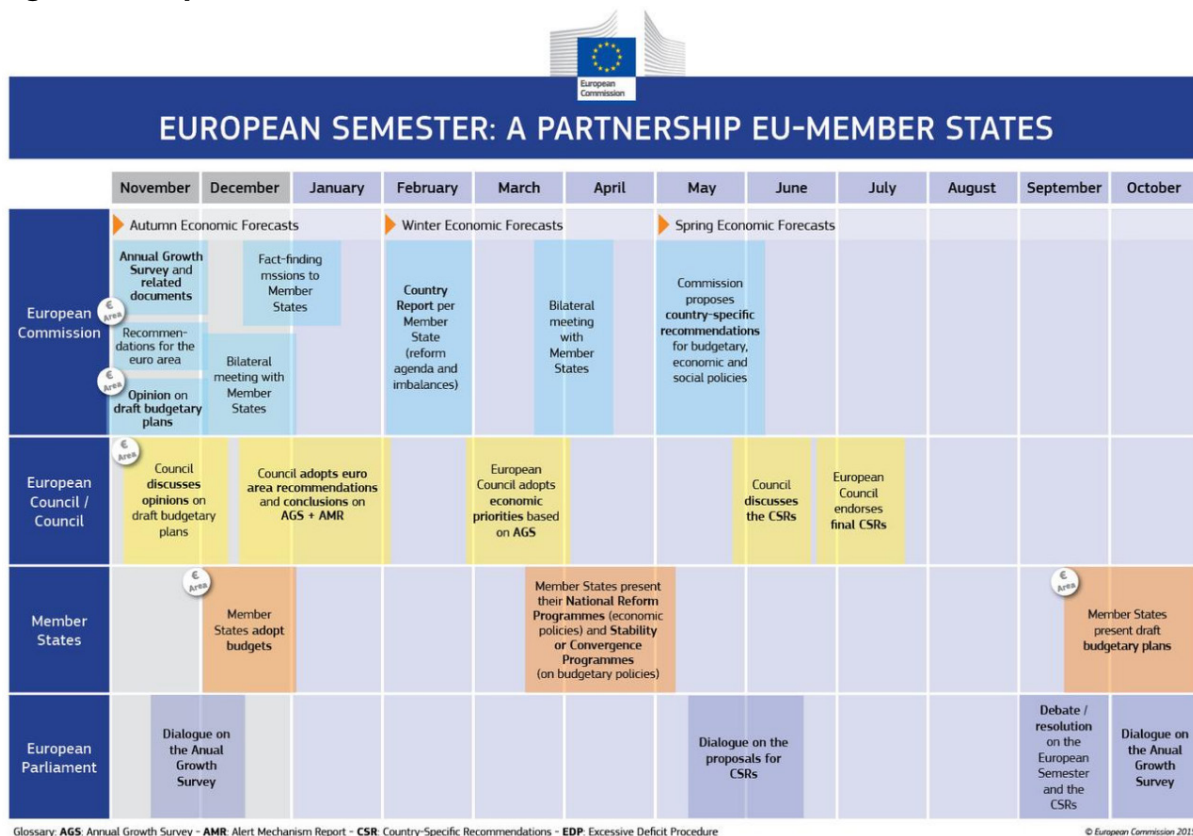 European
Commission
EUROPEAN SEMESTER: A PARTNERSHIP EU-MEMBER STATES
November December January February March April May June July August September October
European
Commission
Autumn Economic Forecasts
Winter Economic Forecasts
Spring Economic Forecasts
Annual Growth
Survey and
related
documents
€
Area
Recommen-
dations for the
euro area
€
Area
Opinion on
draft budgetary
plans
Fact-finding
mssions to
Member
States
Bilateral
meeting with
Member
States
Country
Report per
Member
State
(reform
agenda and
imbalances)
Bilateral
meeting
with
Member
States
Commission
proposes
country-specific
recommendations
for budgetary,
economic and
social policies
European
Council /
Council
€
Area
Council
discusses
opinions on
draft budgetary
plans
Council adopts euro
area recommendations
and conclusions on
AGS + AMR
European
Council adopts
economic
priorities based
on AGS
Council
discusses
the CSRs
European
Council
endorses
final CSRs
Member
States
€
Area
Member
States adopt
budgets
Member States present
their National Reform
Programmes (economic
policies) and Stability
or Convergence
Programmes
(on budgetary policies)
€
Area
Member States
present draft
budgetary plans
European
Parliament
Dialogue on
the Anual
Growth
Survey
Dialogue on the
proposals for
CSRs
Debate /
resolution
on the
European
Semester
and the
CSRs
Dialogue on
the Anual
Growth
Survey
Glossary: AGS: Annual Growth Survey - AMR: Alert Mechanism Report - CSR: Country-Specific Recommendations - EDP: Excessive Deficit Procedure
© European Commission